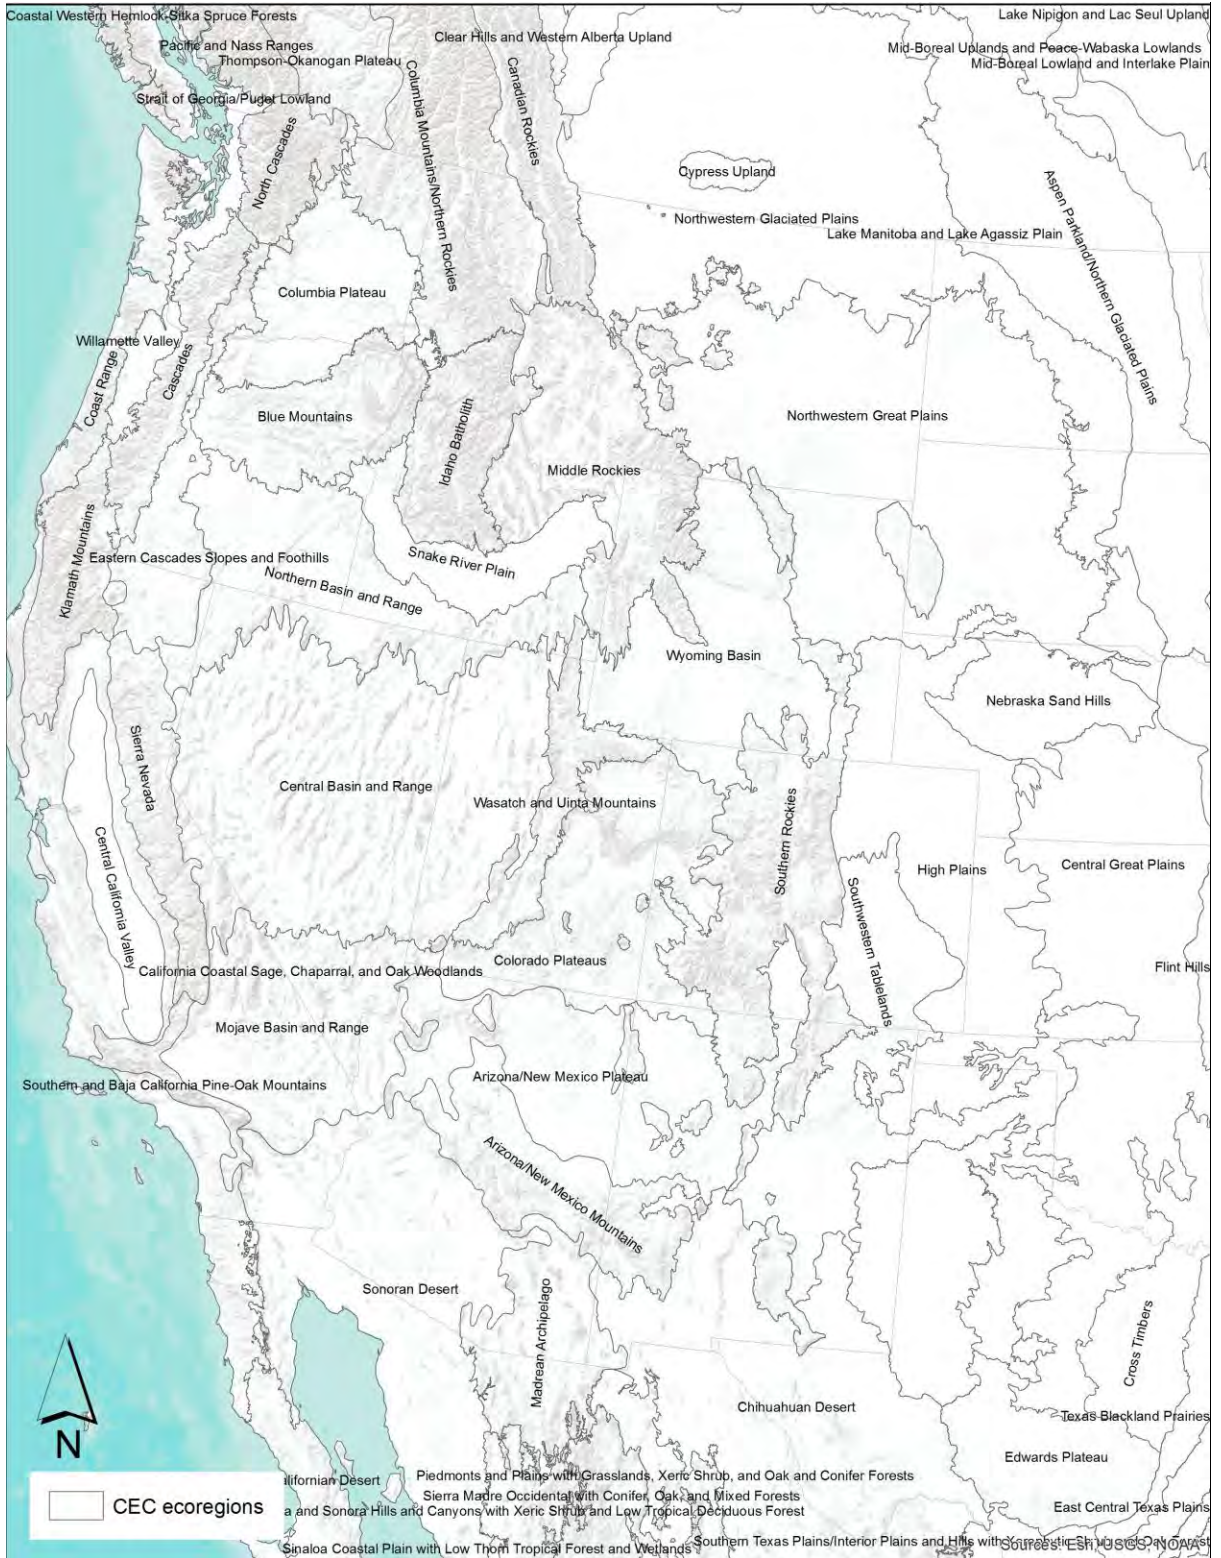 Coastal Western Hemlock-Sitka Spruce Forests
Lake Nipigon and Lac Seul Upland
Clear Hills and Western Alberta Upland
Pacific and Nass Ranges
Mid-Boreal Uplands and Peace-Wabaska Lowlands
Thompson-Okanogan Plateau
Mid-Boreal Lowland and Interlake Plain
Strait of Georgia/Puget Lowland
Columbia Mountains/Northern Rockies
Canadian Rockies
North Cascades
Cypress Upland
Aspen Parkland/Northern Glaciated Plains
Northwestern Glaciated Plains
Lake Manitoba and Lake Agassiz Plain
Columbia Plateau
Willamette Valley
Coast Range
Cascades
Blue Mountains
Idaho Batholith
Northwestern Great Plains
Middle Rockies
Klamath Mountains
Eastern Cascades Slopes and Foothills
Snake River Plain
Northern Basin and Range
Wyoming Basin
Nebraska Sand Hills
Sierra Nevada
Central Basin and Range
Wasatch and Uinta Mountains
Southern Rockies
Central California Valley
High Plains
Central Great Plains
Southwestern Tablelands
Colorado Plateaus
Flint Hills
California Coastal Sage, Chaparral, and Oak Woodlands
Mojave Basin and Range
Arizona/New Mexico Plateau
Southern and Baja California Pine-Oak Mountains
Arizona/New Mexico Mountains
Sonoran Desert
Madrean Archipelago
Cross Timbers
Chihuahuan Desert
Texas Blackland Prairies
N
Edwards Plateau
alifornian Desert
Piedmonts and Plains with Grasslands, Xeric Shrub, and Oak and Conifer Forests
Sierra Madre Occidental with Conifer, Oak, and Mixed Forests
CEC ecoregions
a and Sonora Hills and Canyons with Xeric Shrub and Low Tropical Deciduous Forest
East Central Texas Plains
Sinaloa Coastal Plain with Low Thorn Tropical Forest and Wetlands
Southern Texas Plains/Interior Plains and Hills with
Sources: Esri, USGS, NOAA